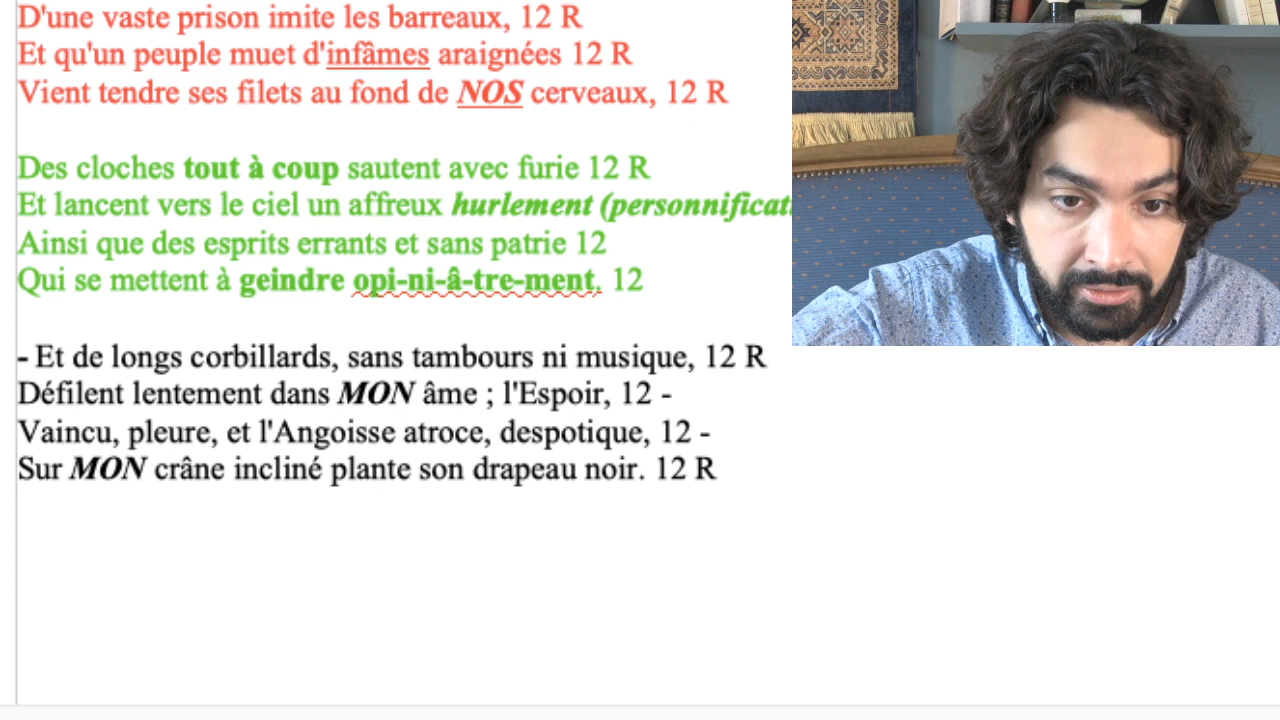 D'une vaste prison imite les barreaux, 12 R
Et qu'un peuple muet d'infâmes araignées 12 R
Vient tendre ses filets au fond de NOS cerveaux, 12 R
Des cloches tout à coup sautent avec furie 12 R
Et lancent vers le ciel un affreux hurlement (personnificat
Ainsi que des esprits errants et sans patrie 12
Qui se mettent à geindre opi-ni-â-tre-ment. 12
- Et de longs corbillards, sans tambours ni musique, 12 R
Défilent lentement dans MON âme ; l'Espoir, 12 -
Vaincu, pleure, et l'Angoisse atroce, despotique, 12 -
Sur MON crâne incliné plante son drapeau noir. 12 R